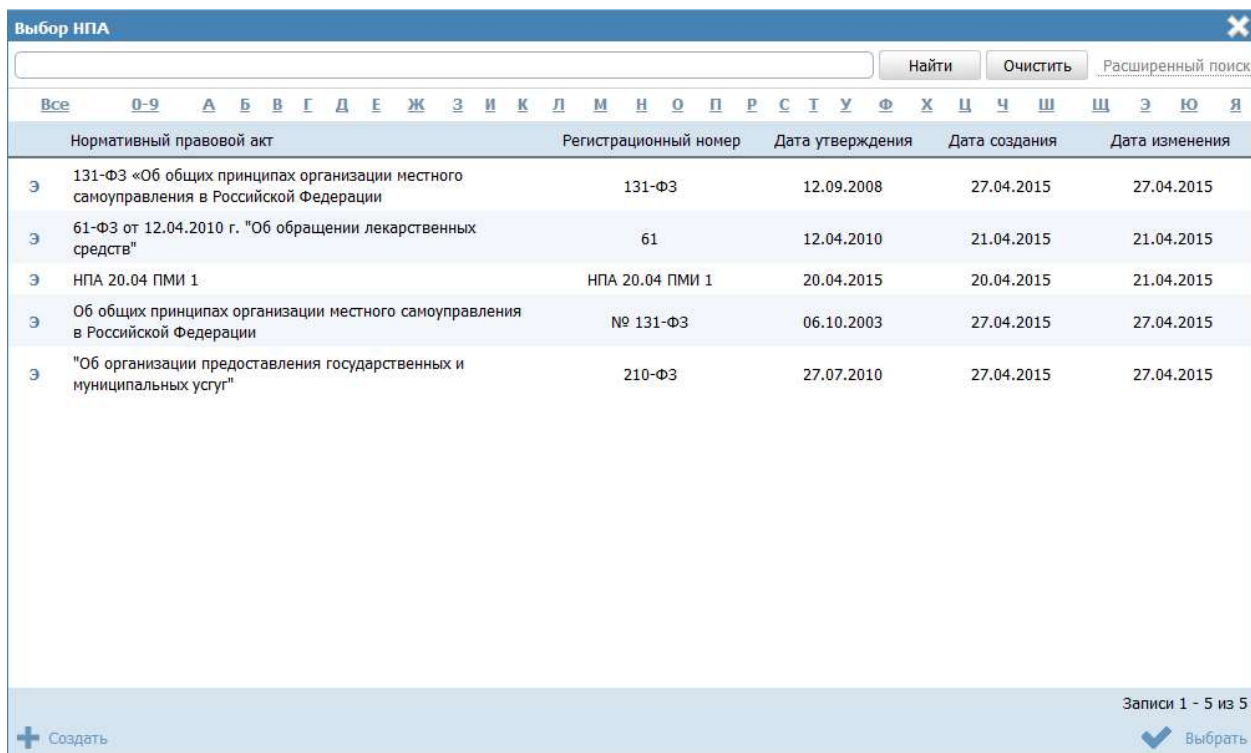 Выбор НПА
Найти Очистить Расширенный поиск
Все 0-9 А Б В Г Д Е Ж З И К Л М Н О П Р С Т У Ф Х Ц Ч Ш Щ Э Ю Я
Нормативный правовой акт Регистрационный номер Дата утверждения Дата создания Дата изменения
Э 131-ФЗ «Об общих принципах организации местного
самоуправления в Российской Федерации 131-ФЗ 12.09.2008 27.04.2015 27.04.2015
Э 61-ФЗ от 12.04.2010 г. "Об обращении лекарственных
средств" 61 12.04.2010 21.04.2015 21.04.2015
Э НПА 20.04 ПМИ 1 НПА 20.04 ПМИ 1 20.04.2015 20.04.2015 21.04.2015
Э Об общих принципах организации местного самоуправления
в Российской Федерации № 131-ФЗ 06.10.2003 27.04.2015 27.04.2015
Э "Об организации предоставления государственных и
муниципальных усгуг" 210-ФЗ 27.07.2010 27.04.2015 27.04.2015
Записи 1 - 5 из 5
Создать Выбрать